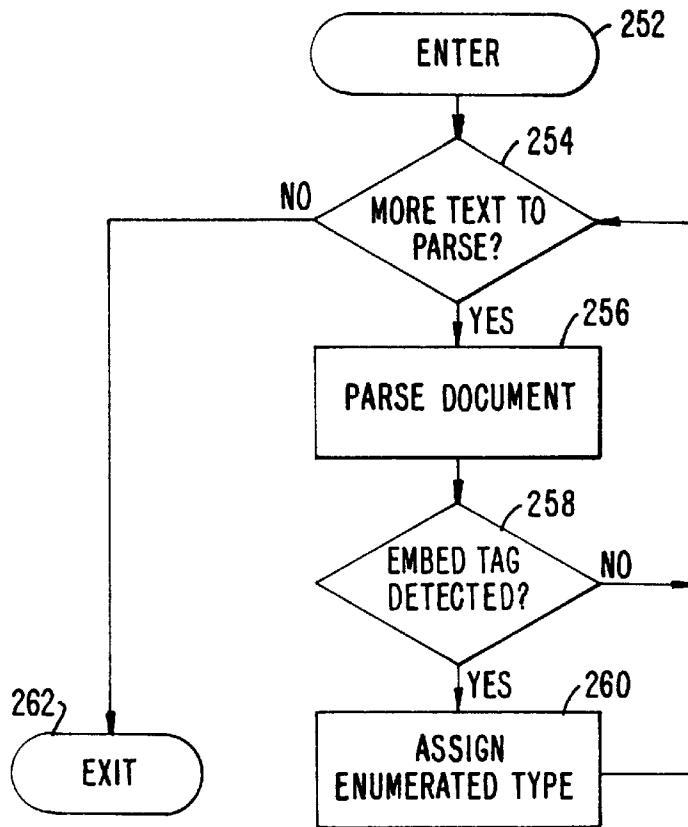 ENTER
252
254
NO
MORE TEXT TO
PARSE?
YES
256
PARSE DOCUMENT
258
EMBED TAG
DETECTED?
NO
YES
260
262
EXIT
ASSIGN
ENUMERATED TYPE